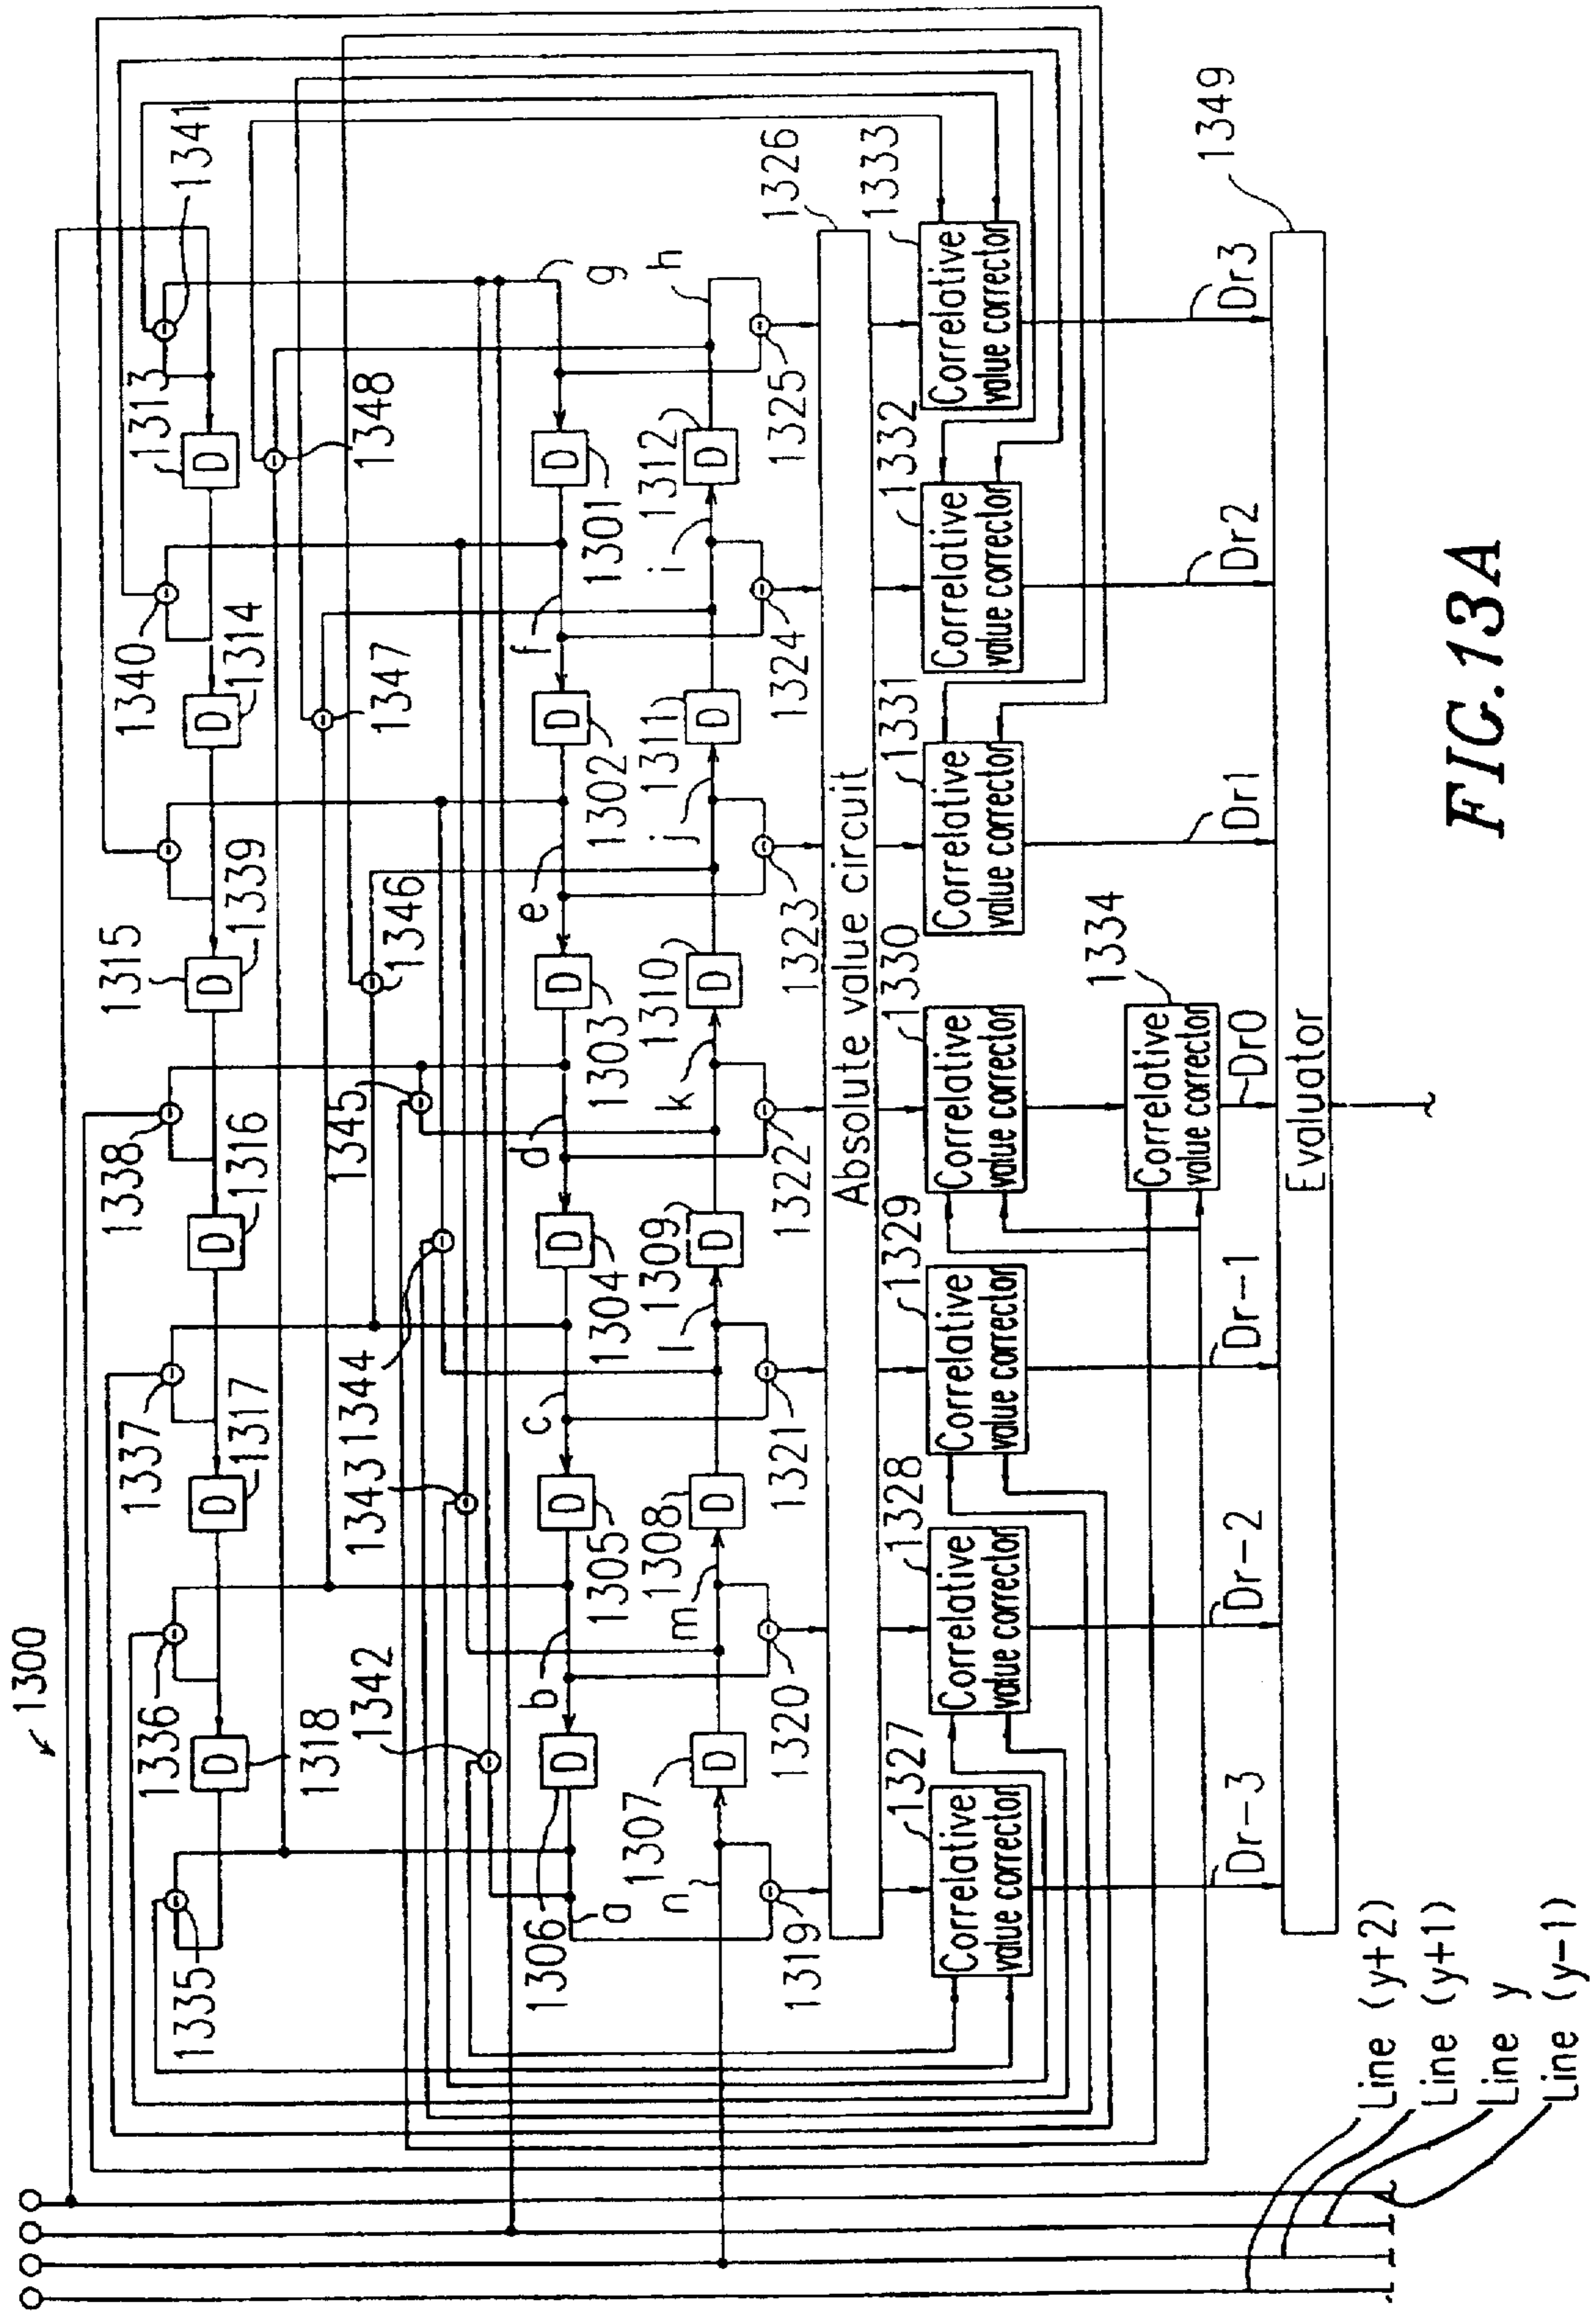 1300
1335
1336
1318
1337
1317
1338
1316
1315
1339
1340
1314
1313
1341
1342
1343
1344
1345
1346
1347
1348
D
D
D
D
D
D
1306
a
b
1305
c
1304
d
1303
e
1302
f
1301
g
D
D
D
D
D
D
n
1307
m
1308
l
1309
k
1310
j
1311
i
1312
h
D
D
D
D
D
D
1319
1320
1321
1322
1323
1324
1325
Absolute value circuit
1326
1327
1328
1329
1330
1331
1332
1333
Correlative
value corrector
Correlative
value corrector
Correlative
value corrector
Correlative
value corrector
Correlative
value corrector
Correlative
value corrector
Correlative
value corrector
1334
Correlative
value corrector
Dr-3
Dr-2
Dr-1
Dr0
Dr1
Dr2
Dr3
Evaluator
1349
Line (y+2)
Line (y+1)
Line y
Line (y-1)
FIG.13A